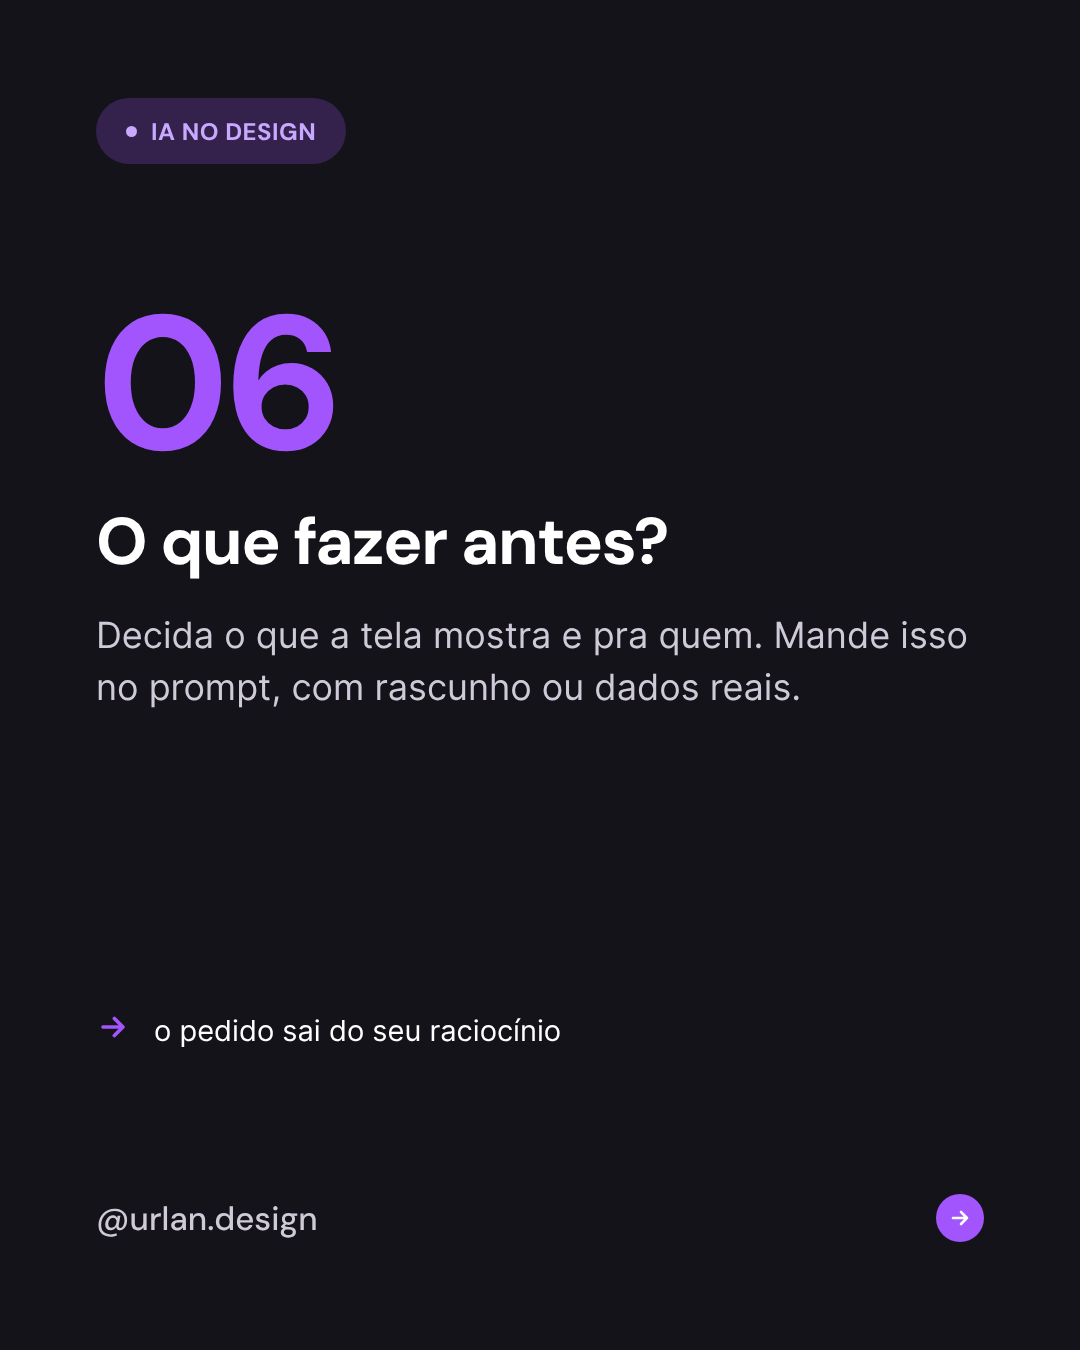 IA NO DESIGN
06
O que fazer antes?
Decida o que a tela mostra e pra quem. Mande isso
no prompt, com rascunho ou dados reais.
→ o pedido sai do seu raciocínio
@urlan.design